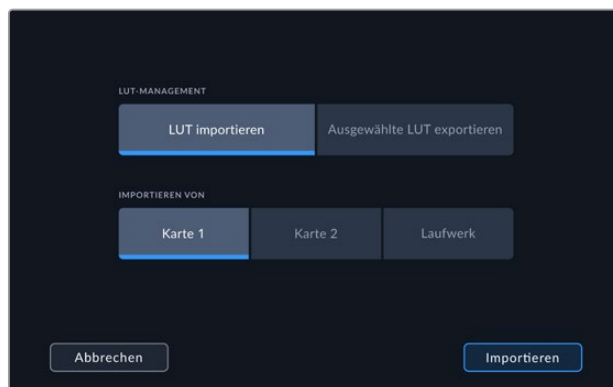 LUT-MANAGEMENT
LUT importieren Ausgewählte LUT exportieren
IMPORTIEREN VON
Karte 1 Karte 2 Laufwerk
Abbrechen Importieren